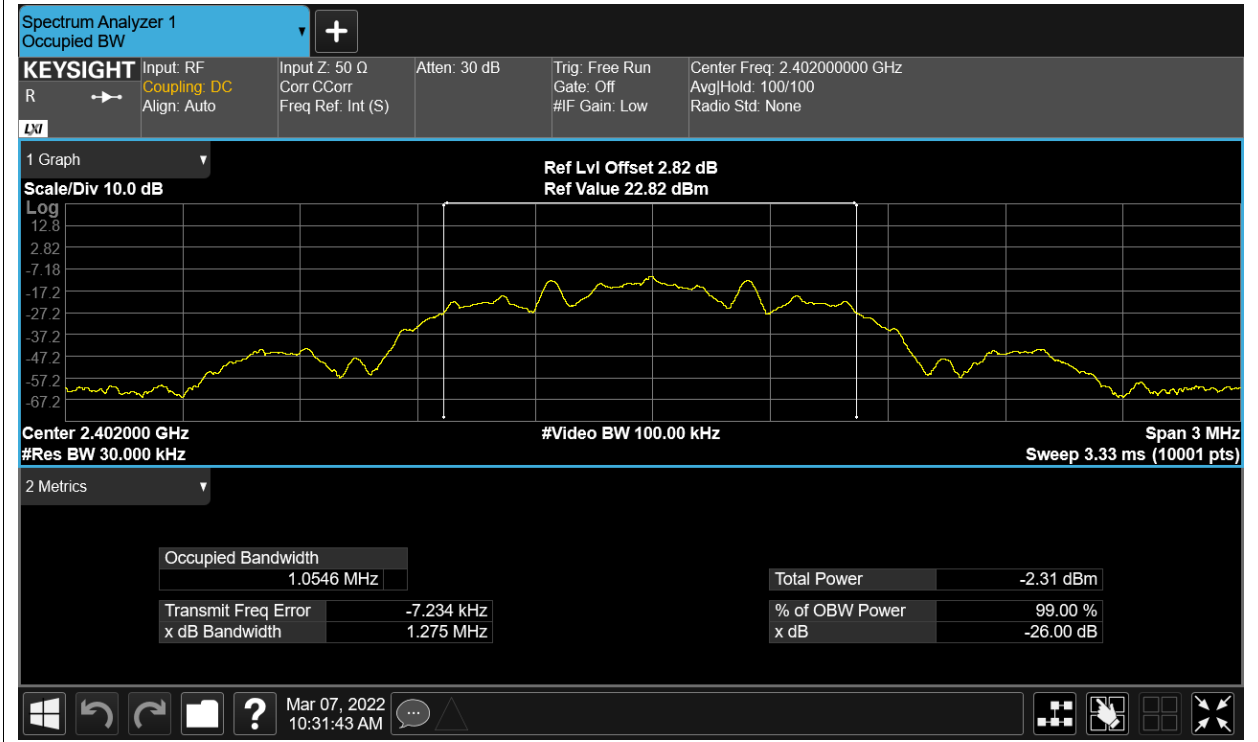 Spectrum Analyzer 1
Occupied BW
KEYSIGHT
R
LXI
Input: RF
Coupling: DC
Align: Auto
Input Z: 50 Ω
Corr CCorr
Freq Ref: Int (S)
Atten: 30 dB
Trig: Free Run
Gate: Off
#IF Gain: Low
Center Freq: 2.402000000 GHz
Avg|Hold: 100/100
Radio Std: None
1 Graph
Scale/Div 10.0 dB
Ref Lvl Offset 2.82 dB
Ref Value 22.82 dBm
Log
12.8
2.82
-7.18
-17.2
-27.2
-37.2
-47.2
-57.2
-67.2
Center 2.402000 GHz
#Video BW 100.00 kHz
Span 3 MHz
#Res BW 30.000 kHz
Sweep 3.33 ms (10001 pts)
2 Metrics
Occupied Bandwidth
1.0546 MHz
Total Power -2.31 dBm
Transmit Freq Error -7.234 kHz
% of OBW Power 99.00 %
x dB Bandwidth 1.275 MHz
x dB -26.00 dB
?
Mar 07, 2022
10:31:43 AM